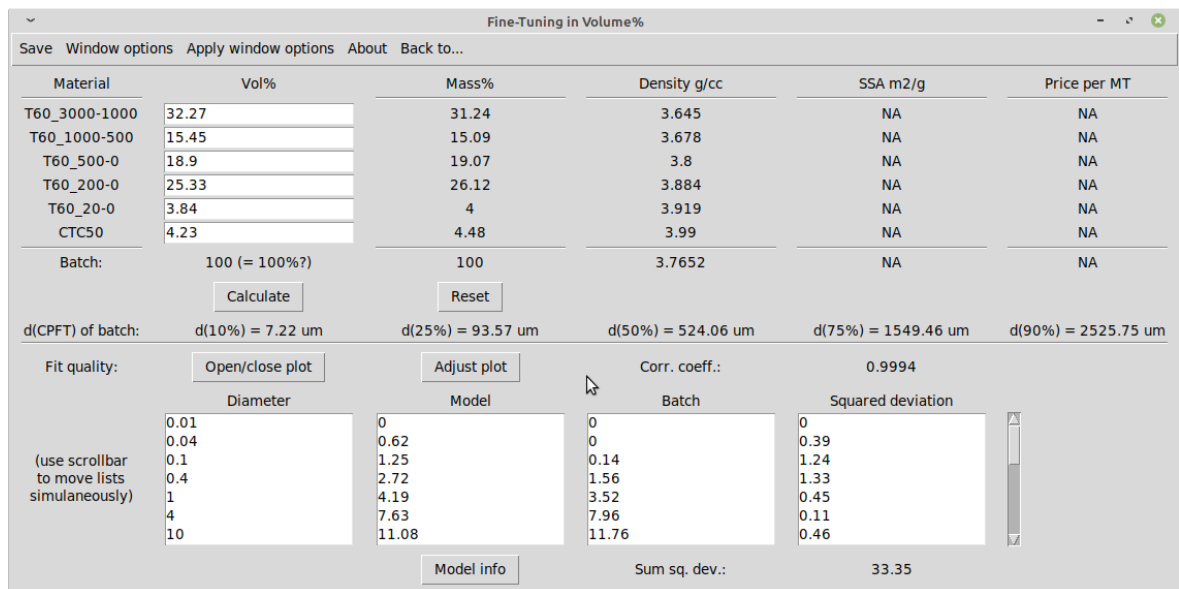 Fine-Tuning in Volume%
Save Window options Apply window options About Back to...
Material Vol% Mass% Density g/cc SSA m2/g Price per MT
T60_3000-1000 32.27 31.24 3.645 NA NA
T60_1000-500 15.45 15.09 3.678 NA NA
T60_500-0 18.9 19.07 3.8 NA NA
T60_200-0 25.33 26.12 3.884 NA NA
T60_20-0 3.84 4 3.919 NA NA
CTC50 4.23 4.48 3.99 NA NA
Batch: 100 (= 100%?) 100 3.7652 NA NA
Calculate Reset
d(CPFT) of batch: d(10%) = 7.22 um d(25%) = 93.57 um d(50%) = 524.06 um d(75%) = 1549.46 um d(90%) = 2525.75 um
Fit quality: Open/close plot Adjust plot Corr. coeff.: 0.9994
Diameter Model Batch Squared deviation
0.01 0 0 0
0.04 0.62 0 0.39
(use scrollbar 0.1 1.25 0.14 1.24
to move lists 0.4 2.72 1.56 1.33
simulaneously) 1 4.19 3.52 0.45
4 7.63 7.96 0.11
10 11.08 11.76 0.46
Model info Sum sq. dev.: 33.35